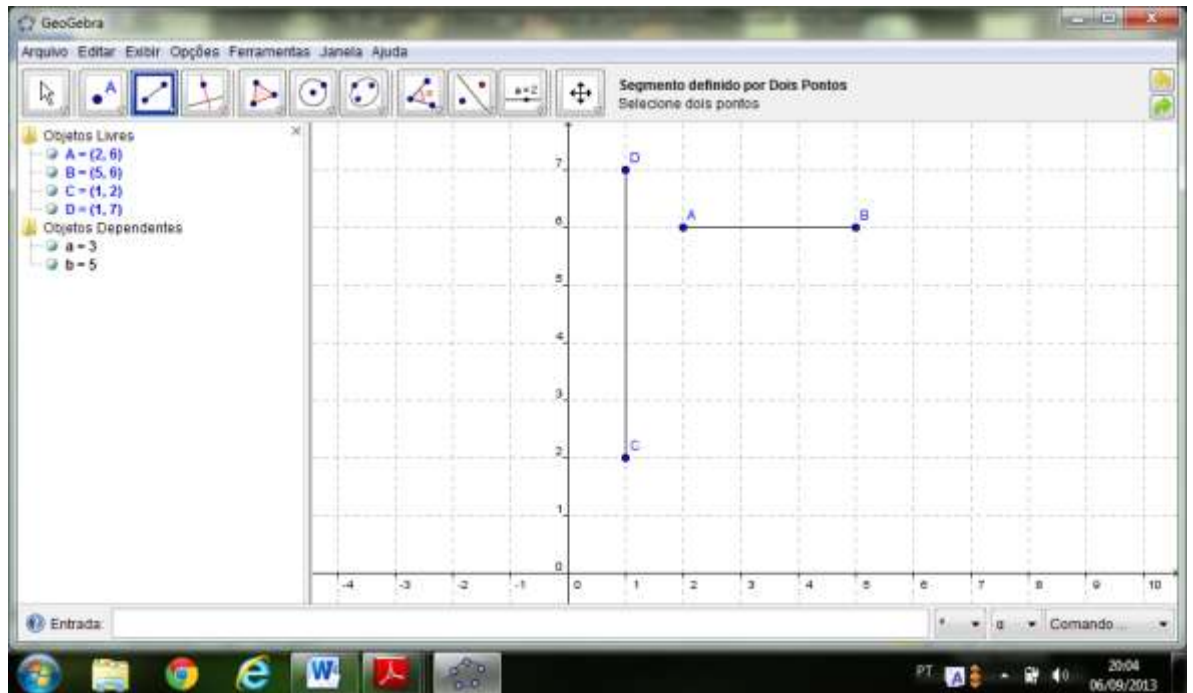 GeoGebra
Arquivo Editar Exibir Opções Ferramentas Janela Ajuda
A
a=2
Segmento definido por Dois Pontos
Selecione dois pontos
Objetos Livres
A = (2, 6)
B = (5, 6)
C = (1, 2)
D = (1, 7)
Objetos Dependentes
a = 3
b = 5
7
D
6
A
B
5
4
3
2
C
1
0
-4 -3 -2 -1 0 1 2 3 4 5 6 7 8 9 10
Entrada:
α
Comando ...
W
PT
A
20:04
06/09/2013